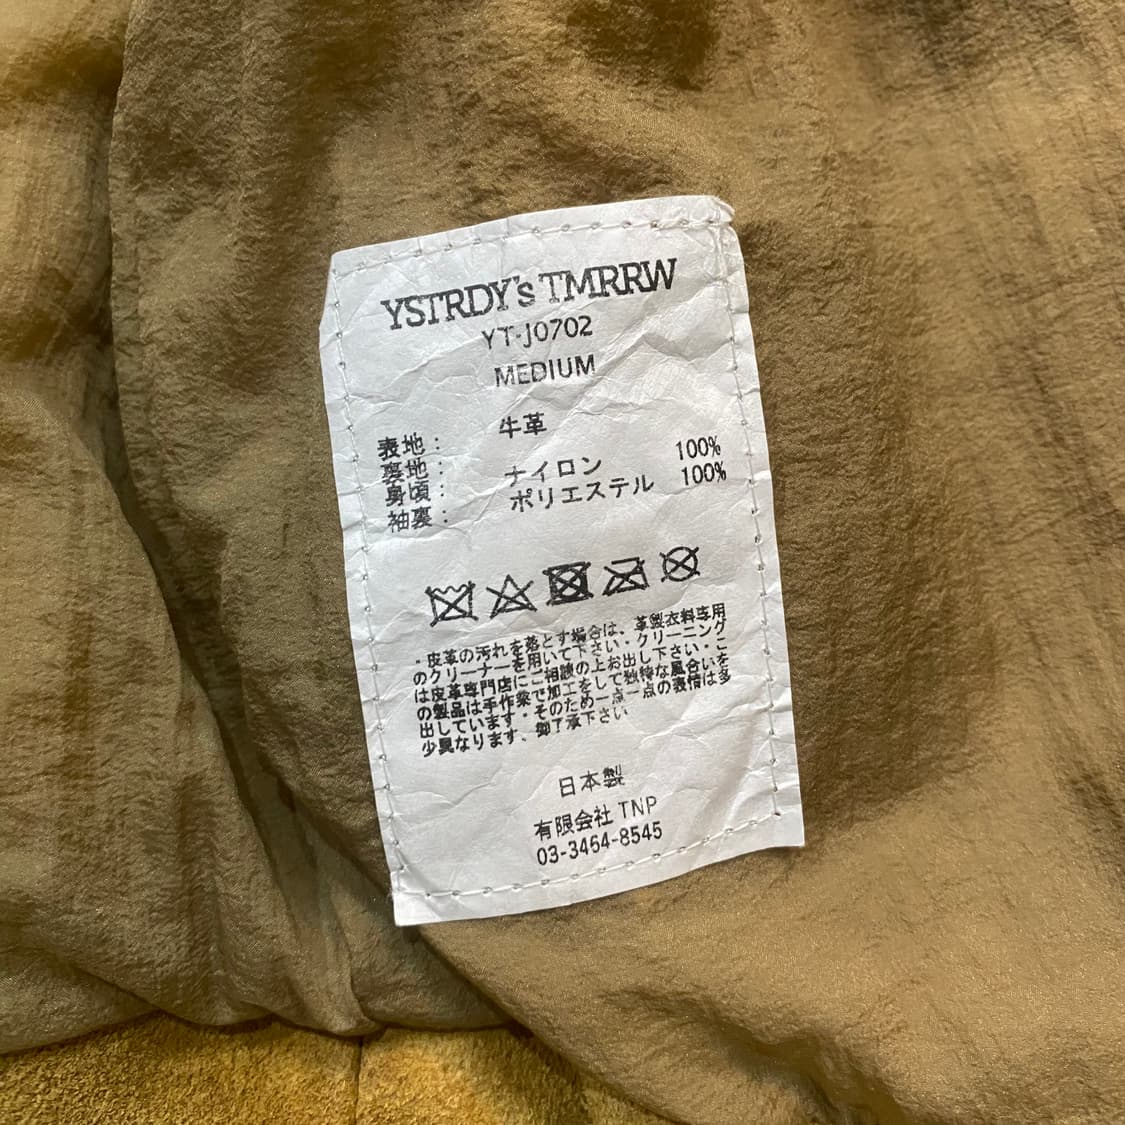 YSTRDY's TMRRW
YT-J0702
MEDIUM
表地： 牛革
裏地：
身頃： ナイロン 100%
袖裏： ポリエステル 100%
・皮革の汚れを落とす場合は、革製衣料専用
のクリーナーを用いて下さい・クリーニング
は皮革専門店にご相談の上お出し下さい・こ
の製品は手作業で加工をして独特な風合いを
出しています・そのため一点一点の表情は多
少異なります、御了承下さい
日本製
有限会社 TNP
03-3464-8545